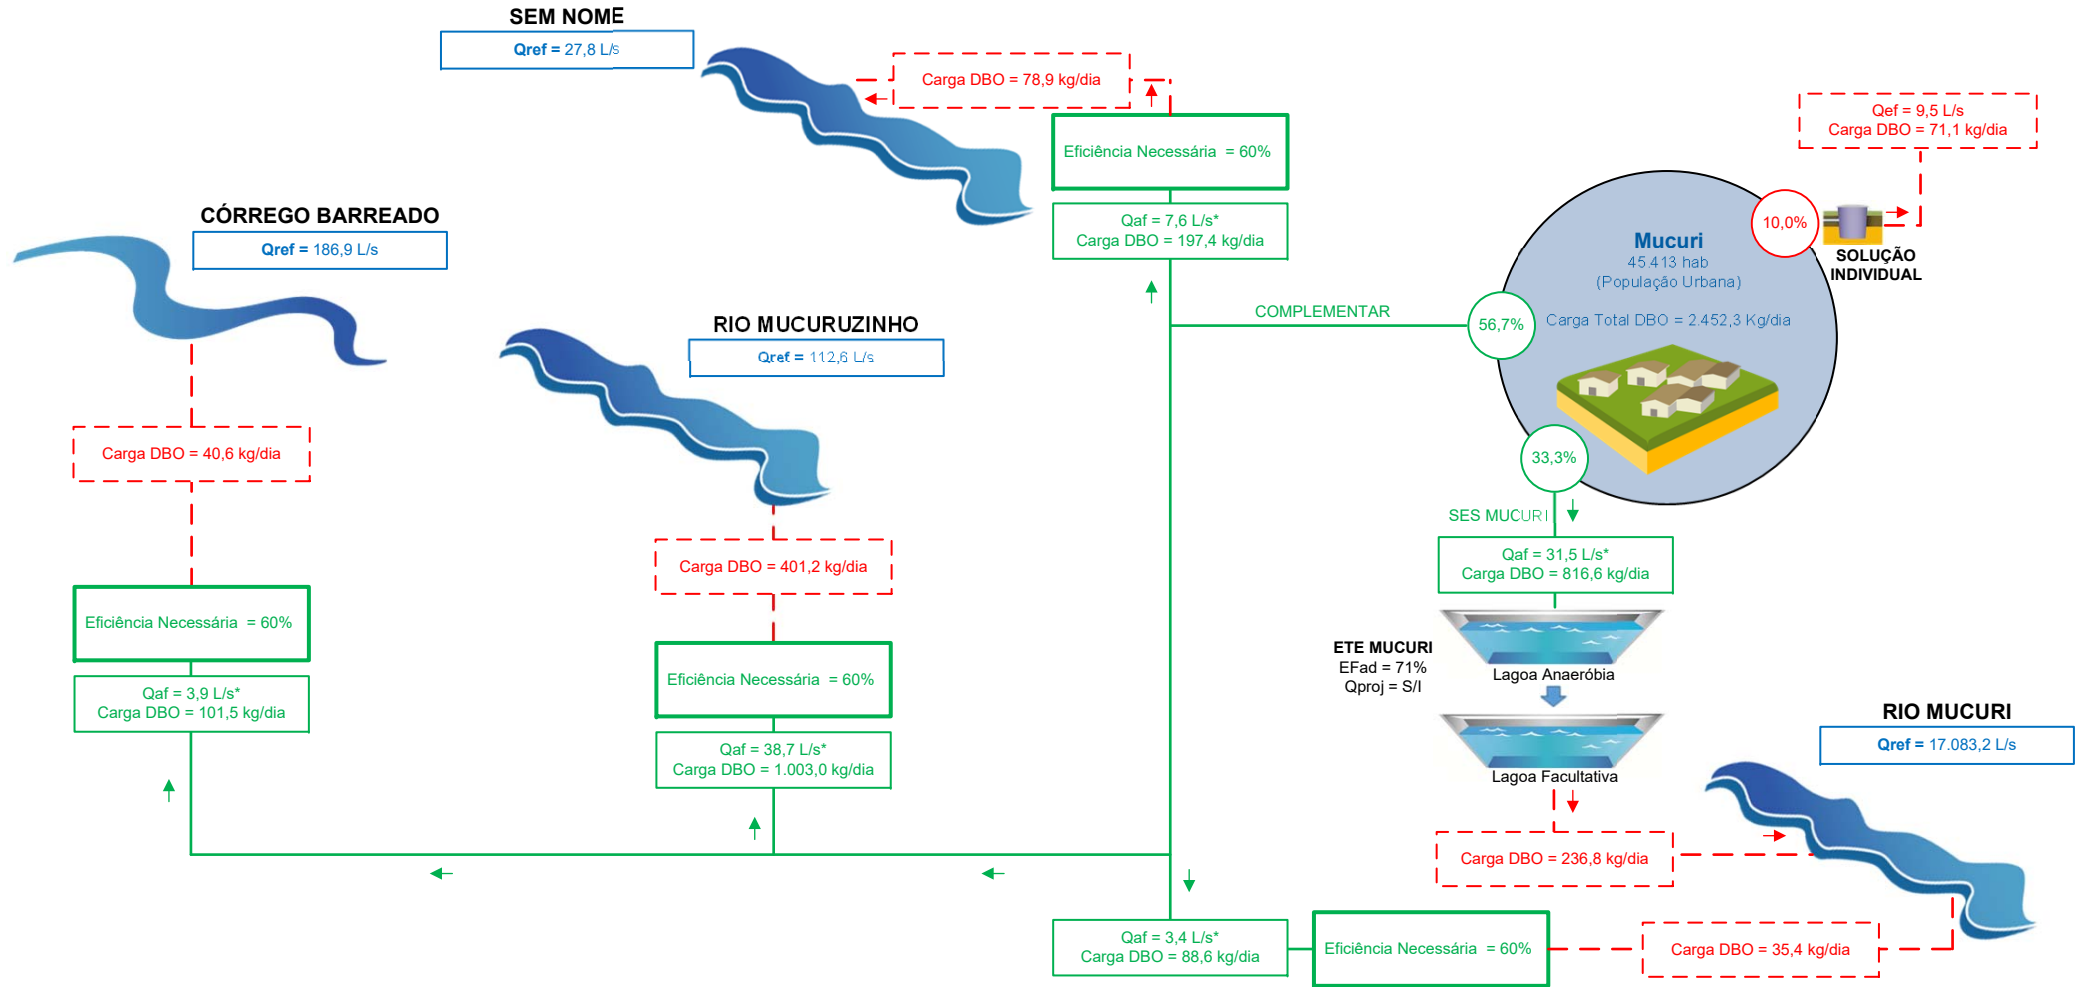 SEM NOME
Qref = 27,8 L/s
Carga DBO = 78,9 kg/dia
Eficiência Necessária = 60%
Qaf = 7,6 L/s*
Carga DBO = 197,4 kg/dia
Qef = 9,5 L/s
Carga DBO = 71,1 kg/dia
10,0%
SOLUÇÃO
INDIVIDUAL
Mucuri
45.413 hab
(População Urbana)
Carga Total DBO = 2.452,3 Kg/dia
COMPLEMENTAR
56,7%
33,3%
CÓRREGO BARREADO
Qref = 186,9 L/s
Carga DBO = 40,6 kg/dia
Eficiência Necessária = 60%
Qaf = 3,9 L/s*
Carga DBO = 101,5 kg/dia
RIO MUCURUZINHO
Qref = 112,6 L/s
Carga DBO = 401,2 kg/dia
Eficiência Necessária = 60%
Qaf = 38,7 L/s*
Carga DBO = 1.003,0 kg/dia
SES MUCURI
Qaf = 31,5 L/s*
Carga DBO = 816,6 kg/dia
ETE MUCURI
EFad = 71%
Qproj = S/I
Lagoa Anaeróbia
Lagoa Facultativa
RIO MUCURI
Qref = 17.083,2 L/s
Carga DBO = 236,8 kg/dia
Qaf = 3,4 L/s*
Carga DBO = 88,6 kg/dia
Eficiência Necessária = 60%
Carga DBO = 35,4 kg/dia